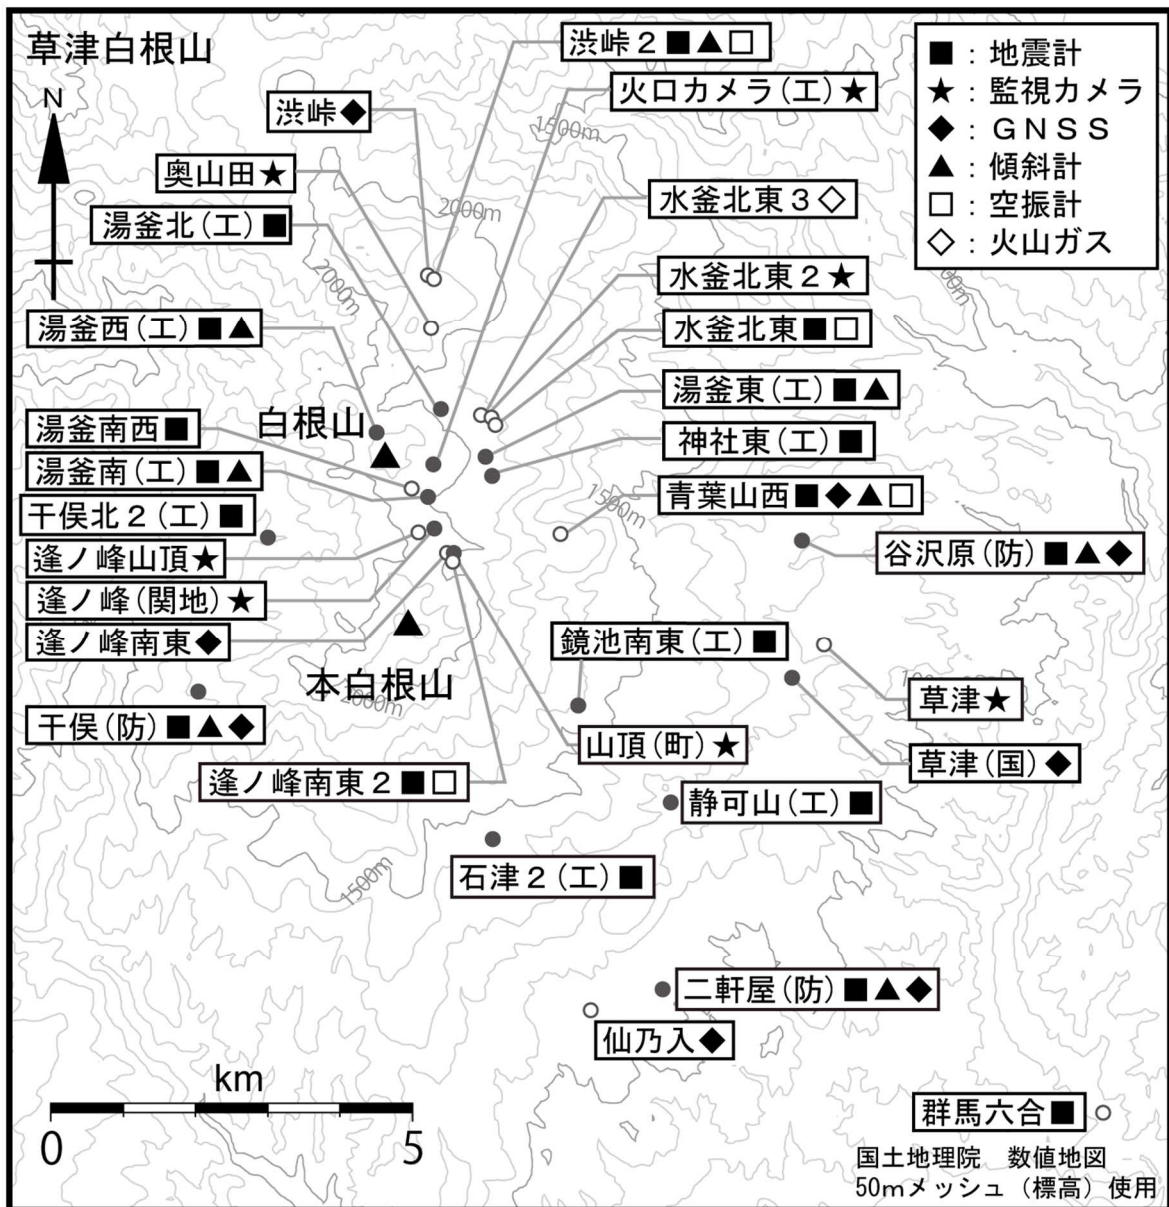 草津白根山
N
■：地震計
★：監視カメラ
◆：ＧＮＳＳ
▲：傾斜計
□：空振計
◇：火山ガス
渋峠２■▲□
火口カメラ(工)★
渋峠◆
1500m
奥山田★
2000m
水釜北東３◇
湯釜北(工)■
2000m
水釜北東２★
湯釜西(工)■▲
水釜北東■□
湯釜東(工)■▲
白根山
湯釜南西■
神社東(工)■
湯釜南(工)■▲
青葉山西■◆▲□
1500m
干俣北２(工)■
逢ノ峰山頂★
谷沢原(防)■▲◆
逢ノ峰(関地)★
逢ノ峰南東◆
鏡池南東(工)■
本白根山
2000m
草津★
干俣(防)■▲◆
山頂(町)★
草津(国)◆
逢ノ峰南東２■□
静可山(工)■
石津２(工)■
1500m
二軒屋(防)■▲◆
仙乃入◆
km
0 5
群馬六合■
国土地理院　数値地図
50mメッシュ（標高）使用